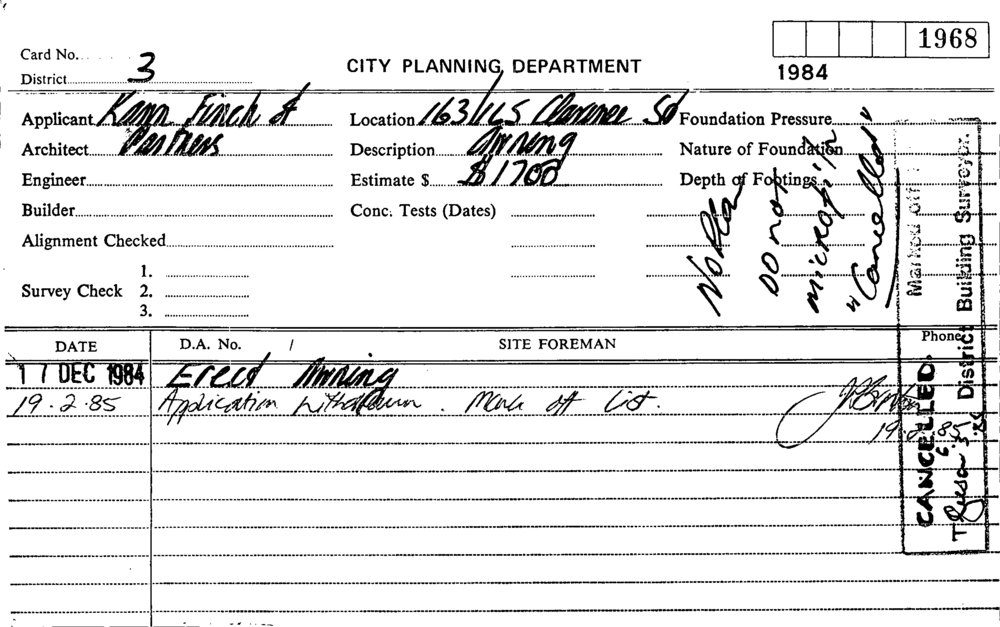 Card No.
1968
District 3
CITY PLANNING DEPARTMENT
1984
Applicant Kann Finch &
Location 163/165 Clarence St
Foundation Pressure
Architect Partners
Description Awning
Nature of Foundation
Engineer
Estimate $ $1700
Depth of Footings
Builder
Conc. Tests (Dates)
Alignment Checked
1.
Survey Check 2.
3.
No Plan
DO not
microfilm
"Cancelled"
DATE
D.A. No. /
SITE FOREMAN
Phone
17 DEC 1984 Erect Awning
19.2.85 Application withdrawn. Mark off List.
19.2.85
CANCELLED.
Marked off
District Building Surveyor.